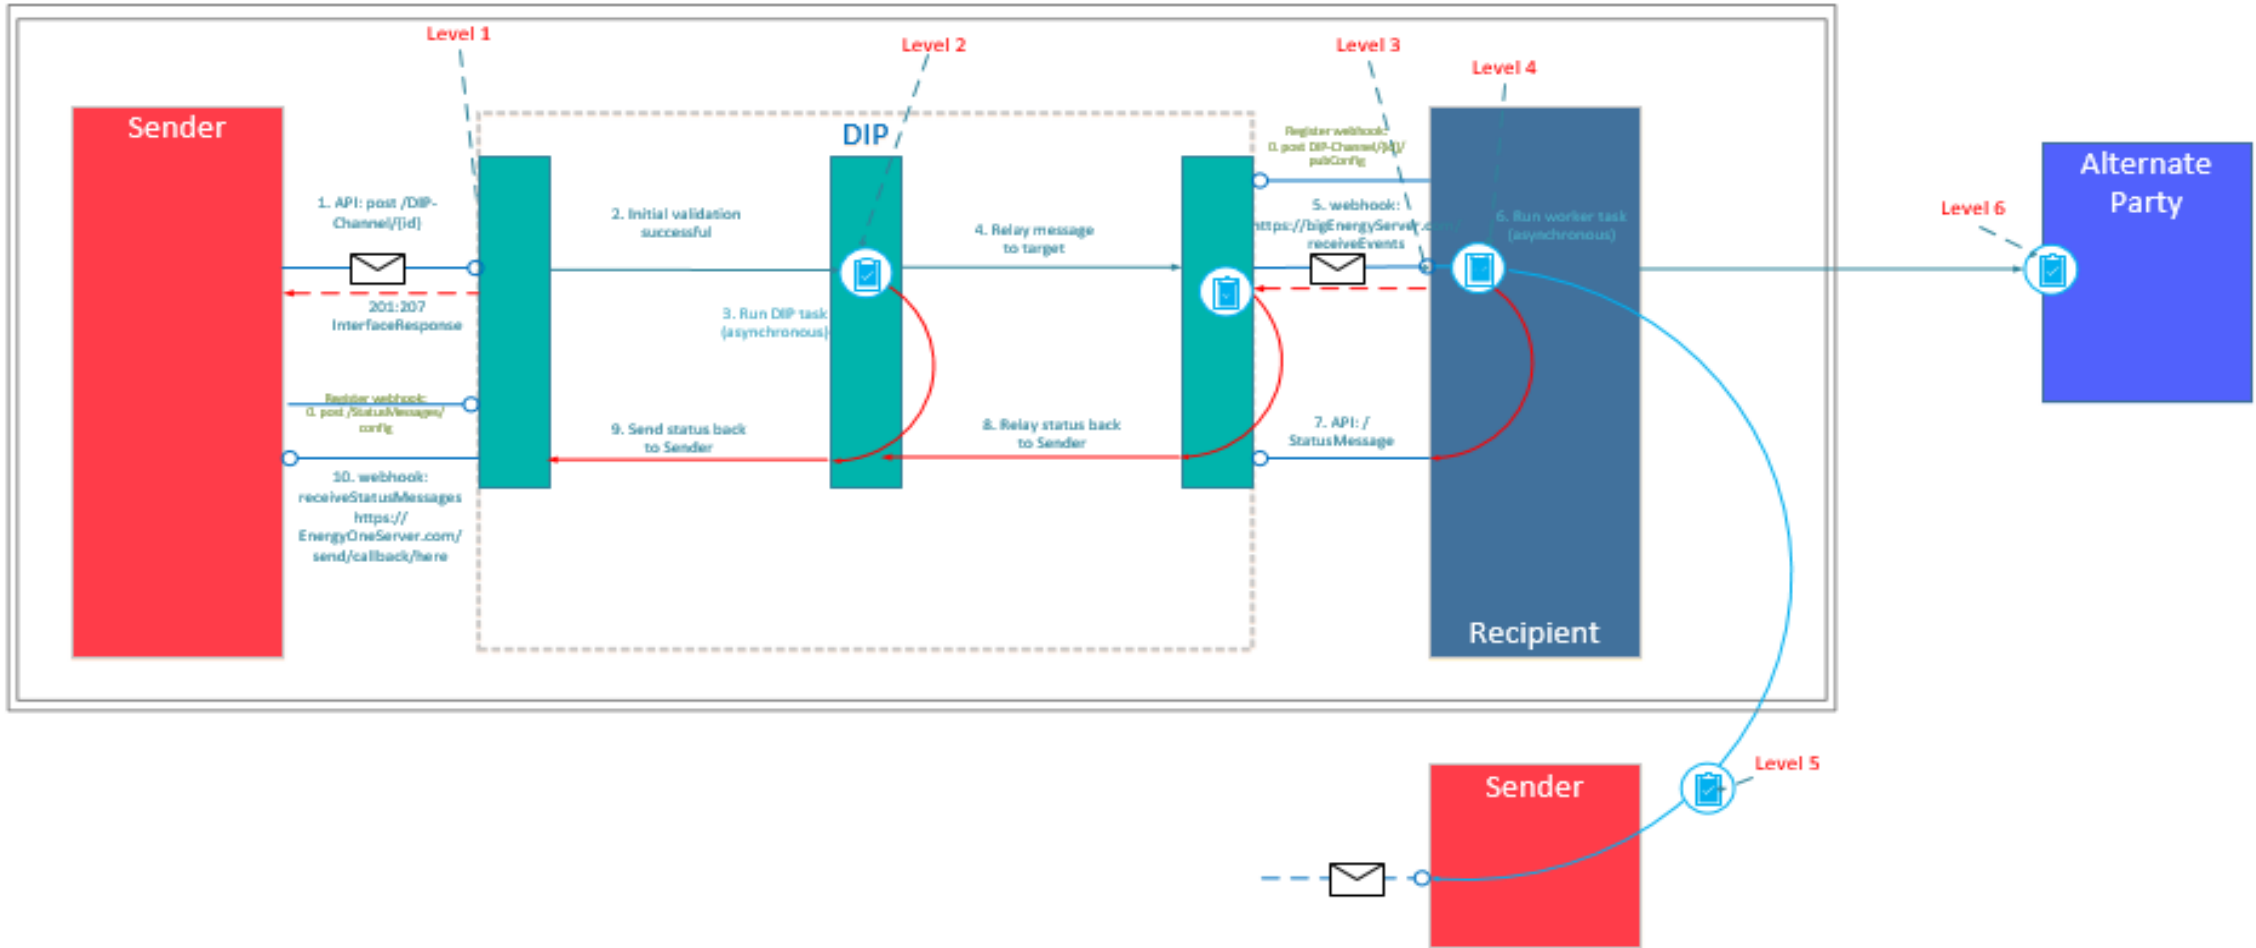 Level 1
Level 2
Level 3
Level 4
Sender
DIP
Register webhook:
0. post DIP-Channel/{id}/
pubConfig
Alternate
Party
1. API: post /DIP-
Channel/{id}
2. Initial validation
successful
4. Relay message
to target
5. webhook:
https://bigEnergyServer.com/
receiveEvents
6. Run worker task
(asynchronous)
Level 6
201:207
InterfaceResponse
3. Run DIP task
(asynchronous)
Register webhook:
0. post /StatusMessages/
config
9. Send status back
to Sender
8. Relay status back
to Sender
7. API: /
StatusMessage
10. webhook:
receiveStatusMessages
https://
EnergyOneServer.com/
send/callback/here
Recipient
Level 5
Sender